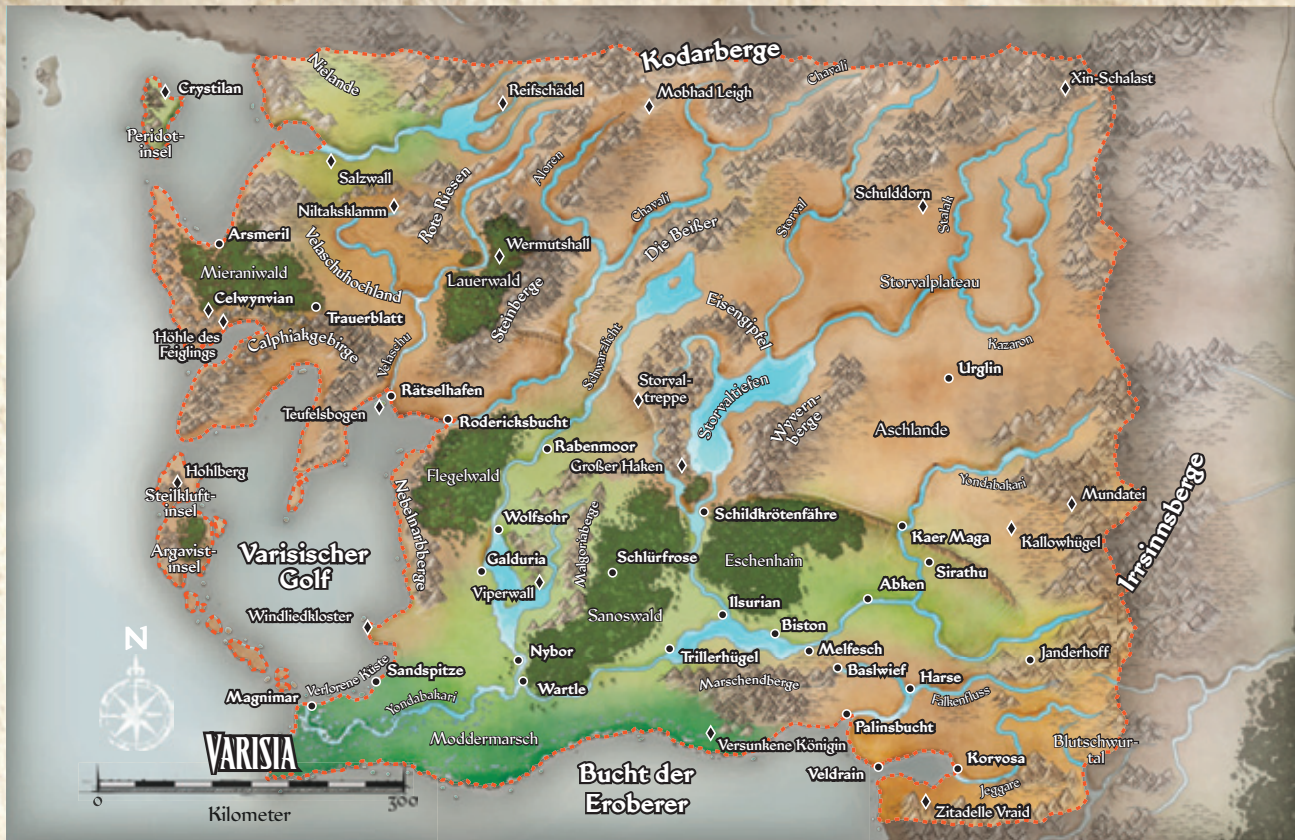 Kodarberge
Nielande
Crystilan
Reifschädel
Mobhad Leigh
Chavali
Xin-Schalast
Peridot-
insel
Salzwall
Aloren
Niltaksklamm
Rote Riesen
Chavali
Schulddorn
Stalak
Storval
Arsmeril
Die Beißer
Wermutshall
Mieraniwald
Velaschuhochland
Lauerwald
Storvalplateau
Celwynvian
Trauerblatt
Steinberge
Eisengipfel
Höhle des
Feiglings
Calphiakgebirge
Velaschu
Schwarzlicht
Kazaron
Storval-
treppe
Urglin
Rätselhafen
Teufelsbogen
Storvaltiefen
Wyvern-
berge
Rodericksbucht
Aschlande
Rabenmoor
Großer Haken
Hohlberg
Flegelwald
Yondabakari
Steilkluft-
insel
Nebelnarbberge
Mundatei
Irrsinnsberge
Wolfsohr
Schildkrötenfähre
Kaer Maga
Kallowhügel
Argavist-
insel
Varisischer
Golf
Galduria
Malgoriaberge
Schlürfrose
Eschenhain
Sirathu
Viperwall
Abken
Sanoswald
Ilsurian
Windliedkloster
Biston
N
Nybor
Trillerhügel
Melfesch
Janderhoff
Sandspitze
Baslwief
Verlorene Küste
Wartle
Marschendberge
Harse
Magnimar
Yondabakari
Falkenfluss
Palinsbucht
Moddermarsch
Versunkene Königin
Blutschwur-
tal
VARISIA
Bucht der
Eroberer
Veldrain
Korvosa
Jeggare
0
300
Kilometer
Zitadelle Vraid